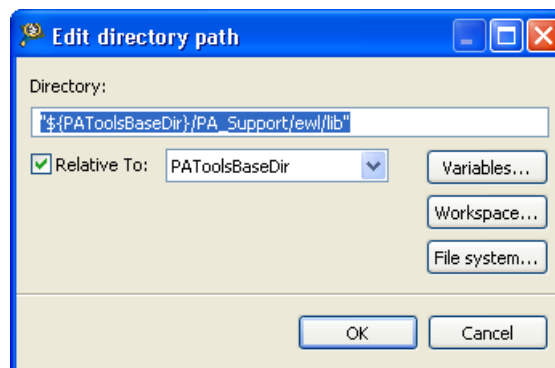 Edit directory path
Directory:
"${PAToolsBaseDir}/PA_Support/ewl/lib"
Relative To: PAToolsBaseDir
Variables...
Workspace...
File system...
OK Cancel